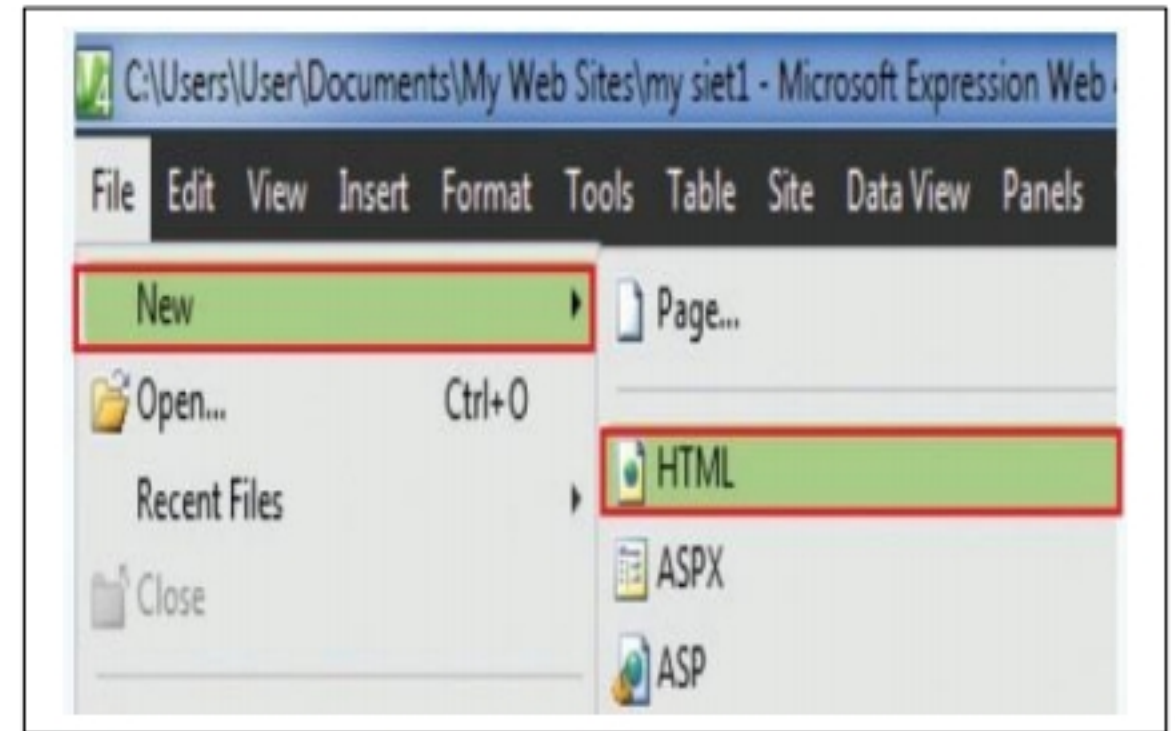 C:\Users\User\Documents\My Web Sites\my siet1 - Microsoft Expression Web
File Edit View Insert Format Tools Table Site Data View Panels
New
Open... Ctrl+O
Recent Files
Close
Page...
HTML
ASPX
ASP